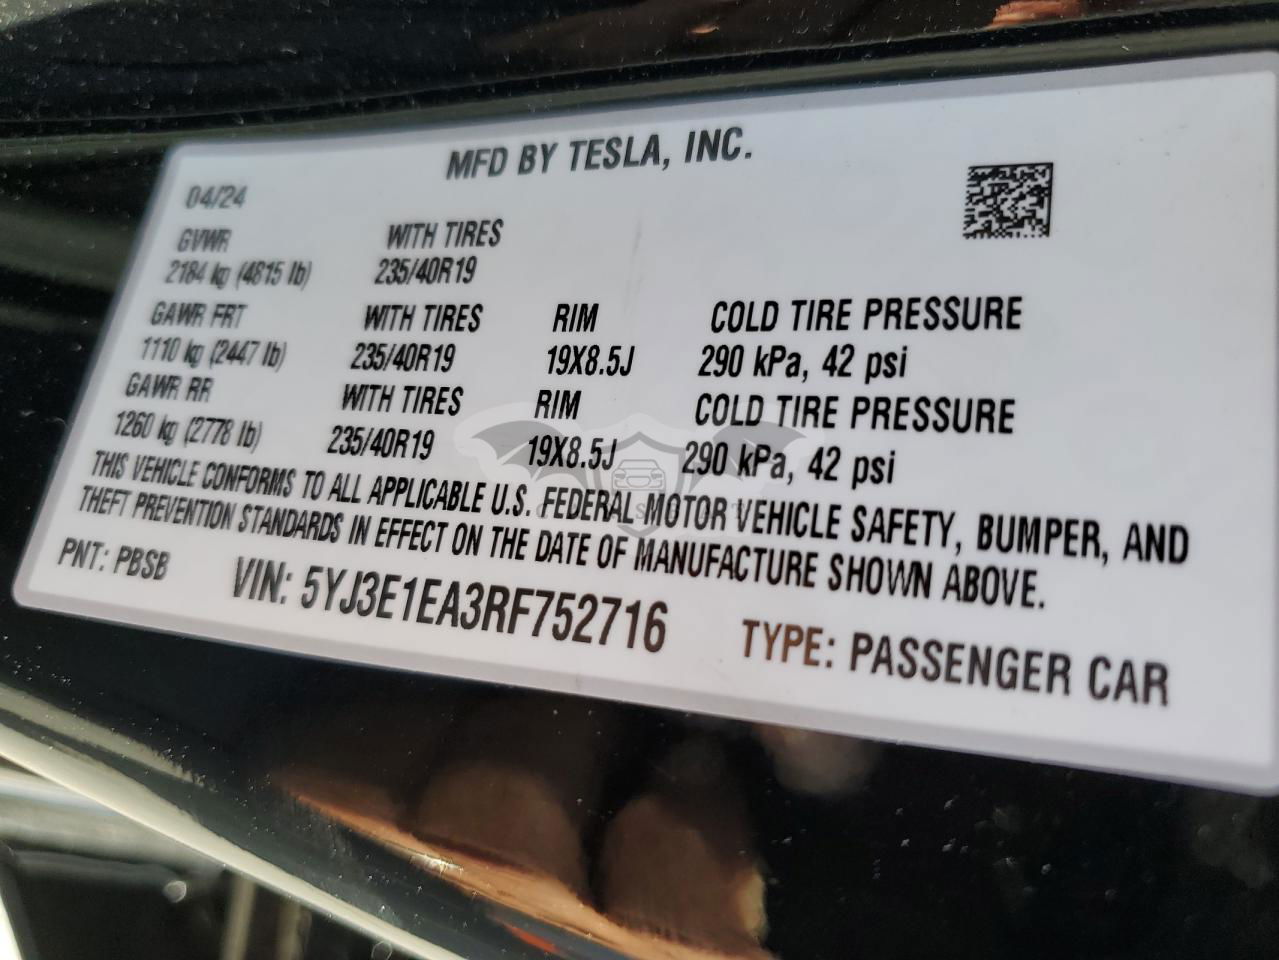 MFD BY TESLA, INC.
04/24
GVWR WITH TIRES
2184 kg (4815 lb) 235/40R19
GAWR FRT WITH TIRES RIM COLD TIRE PRESSURE
1110 kg (2447 lb) 235/40R19 19X8.5J 290 kPa, 42 psi
GAWR RR WITH TIRES RIM COLD TIRE PRESSURE
1260 kg (2778 lb) 235/40R19 19X8.5J 290 kPa, 42 psi
THIS VEHICLE CONFORMS TO ALL APPLICABLE U.S. FEDERAL MOTOR VEHICLE SAFETY, BUMPER, AND
THEFT PREVENTION STANDARDS IN EFFECT ON THE DATE OF MANUFACTURE SHOWN ABOVE.
PNT: PBSB VIN: 5YJ3E1EA3RF752716 TYPE: PASSENGER CAR